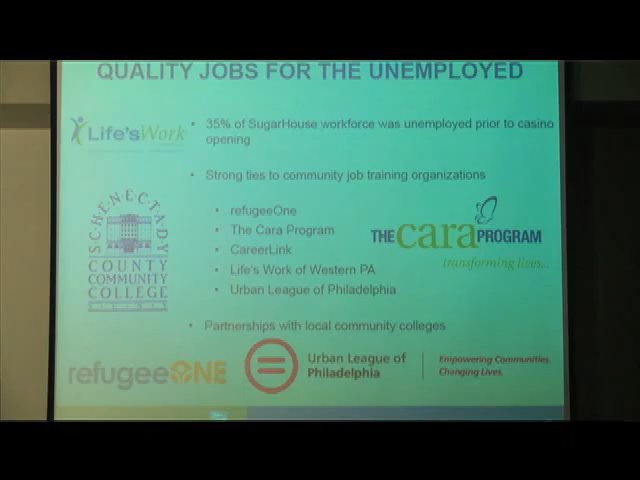 QUALITY JOBS FOR THE UNEMPLOYED
Life'sWork
• 35% of SugarHouse workforce was unemployed prior to casino
opening
• Strong ties to community job training organizations
• refugeeOne
• The Cara Program
• CareerLink
• Life's Work of Western PA
• Urban League of Philadelphia
SCHENECTADY
COUNTY
COMMUNITY
COLLEGE
THE cara PROGRAM
transforming lives...
• Partnerships with local community colleges
refugeeONE
Urban League of
Philadelphia
Empowering Communities.
Changing Lives.